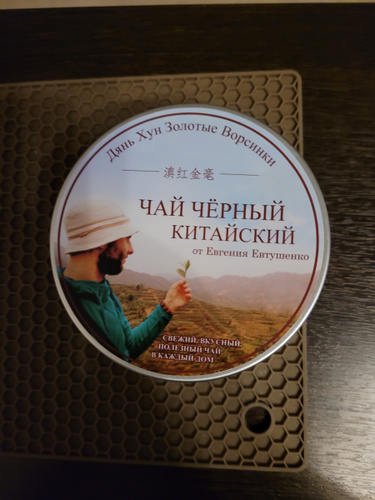 Дянь Хун Золотые Ворсинки
滇红金毫
ЧАЙ ЧЁРНЫЙ
КИТАЙСКИЙ
от Евгения Евтушенко
СВЕЖИЙ, ВКУСНЫЙ,
ПОЛЕЗНЫЙ ЧАЙ
В КАЖДЫЙ ДОМ